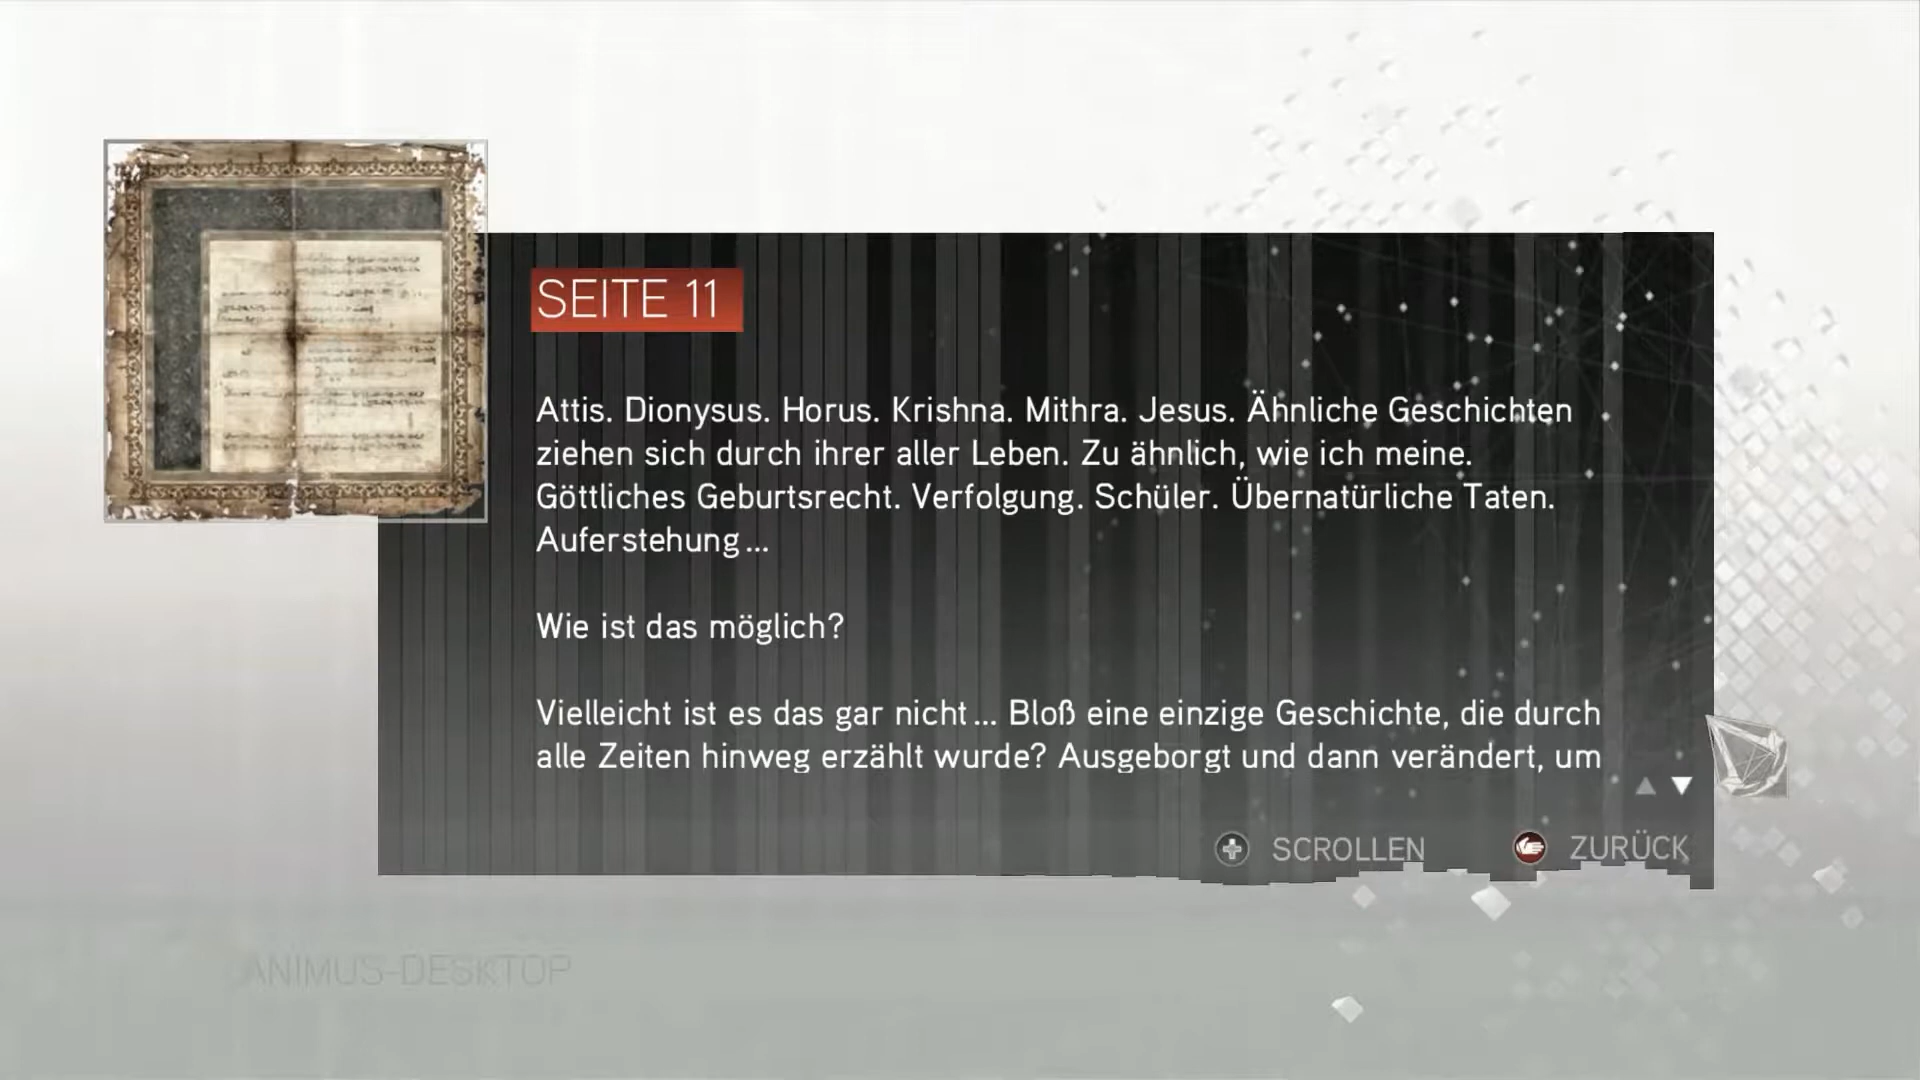 SEITE 11
Attis. Dionysus. Horus. Krishna. Mithra. Jesus. Ähnliche Geschichten
ziehen sich durch ihrer aller Leben. Zu ähnlich, wie ich meine.
Göttliches Geburtsrecht. Verfolgung. Schüler. Übernatürliche Taten.
Auferstehung...
Wie ist das möglich?
Vielleicht ist es das gar nicht... Bloß eine einzige Geschichte, die durch
alle Zeiten hinweg erzählt wurde? Ausgeborgt und dann verändert, um
SCROLLEN
ZURÜCK
ANIMUS-DESKTOP